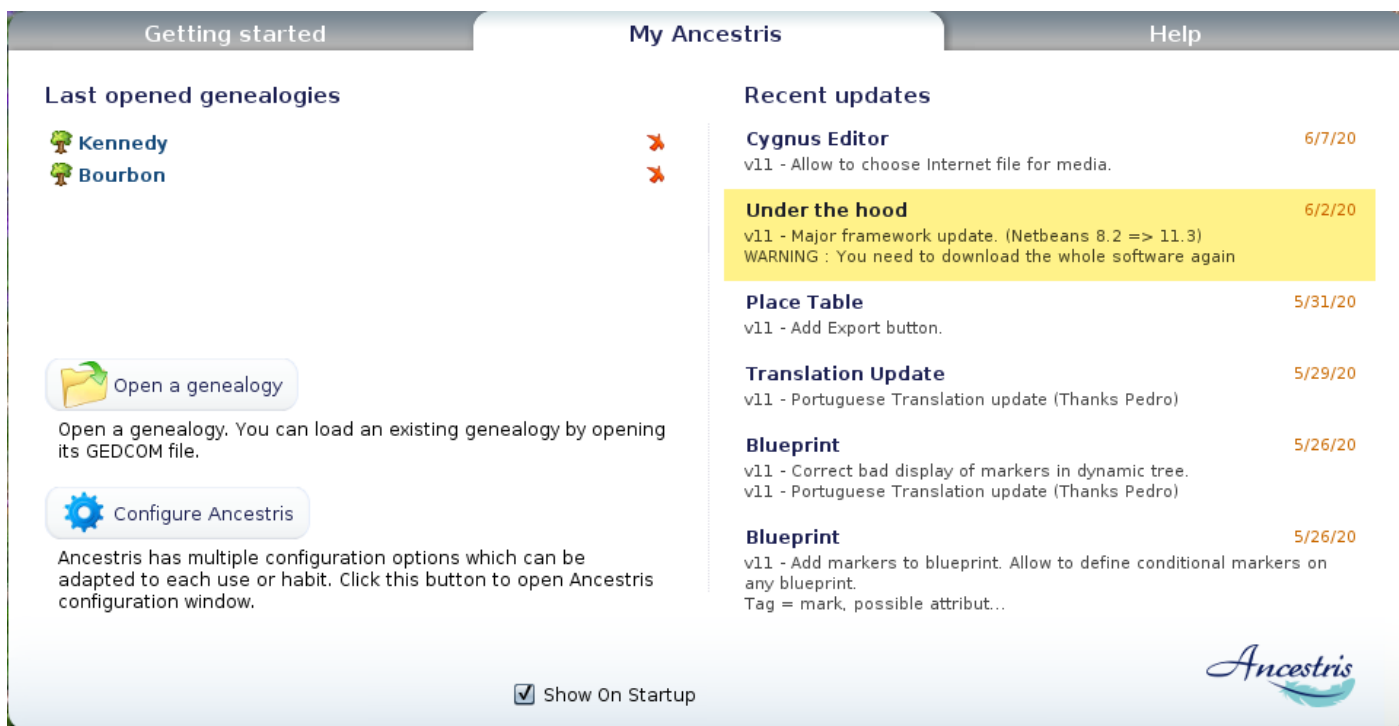 Getting started
My Ancestris
Help
Last opened genealogies
Kennedy
Bourbon
Open a genealogy
Open a genealogy. You can load an existing genealogy by opening
its GEDCOM file.
Configure Ancestris
Ancestris has multiple configuration options which can be
adapted to each use or habit. Click this button to open Ancestris
configuration window.
Recent updates
Cygnus Editor 6/7/20
v11 - Allow to choose Internet file for media.
Under the hood 6/2/20
v11 - Major framework update. (Netbeans 8.2 => 11.3)
WARNING : You need to download the whole software again
Place Table 5/31/20
v11 - Add Export button.
Translation Update 5/29/20
v11 - Portuguese Translation update (Thanks Pedro)
Blueprint 5/26/20
v11 - Correct bad display of markers in dynamic tree.
v11 - Portuguese Translation update (Thanks Pedro)
Blueprint 5/26/20
v11 - Add markers to blueprint. Allow to define conditional markers on
any blueprint.
Tag = mark, possible attribut...
Show On Startup
Ancestris